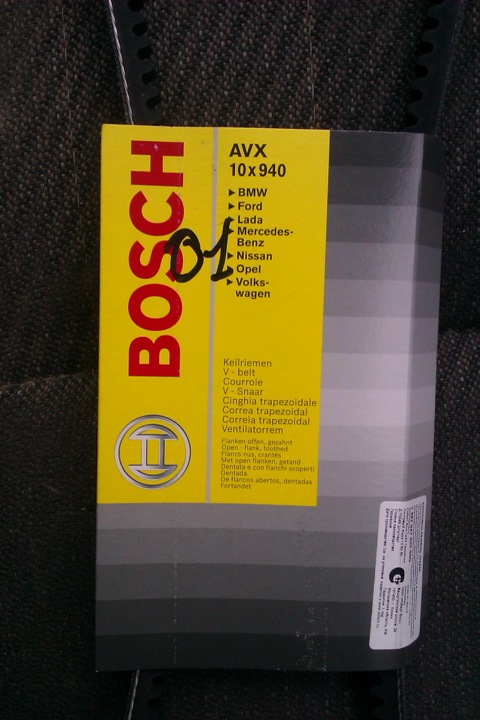 BOSCH
AVX
10x940
BMW
Ford
Lada
Mercedes-
Benz
Nissan
Opel
Volks-
wagen
01
Keilriemen
V - belt
Courroie
V - Snaar
Cinghia trapezoidale
Correa trapezoidal
Correia trapezoidal
Ventilatorrem
Flanken offen, gezahnt
Open - flank, toothed
Flancs nus, crantés
Met open flanken, getand
Dentata e con fianchi scoperti
Dentada
De flancos abertos, dentadas
Fortandet